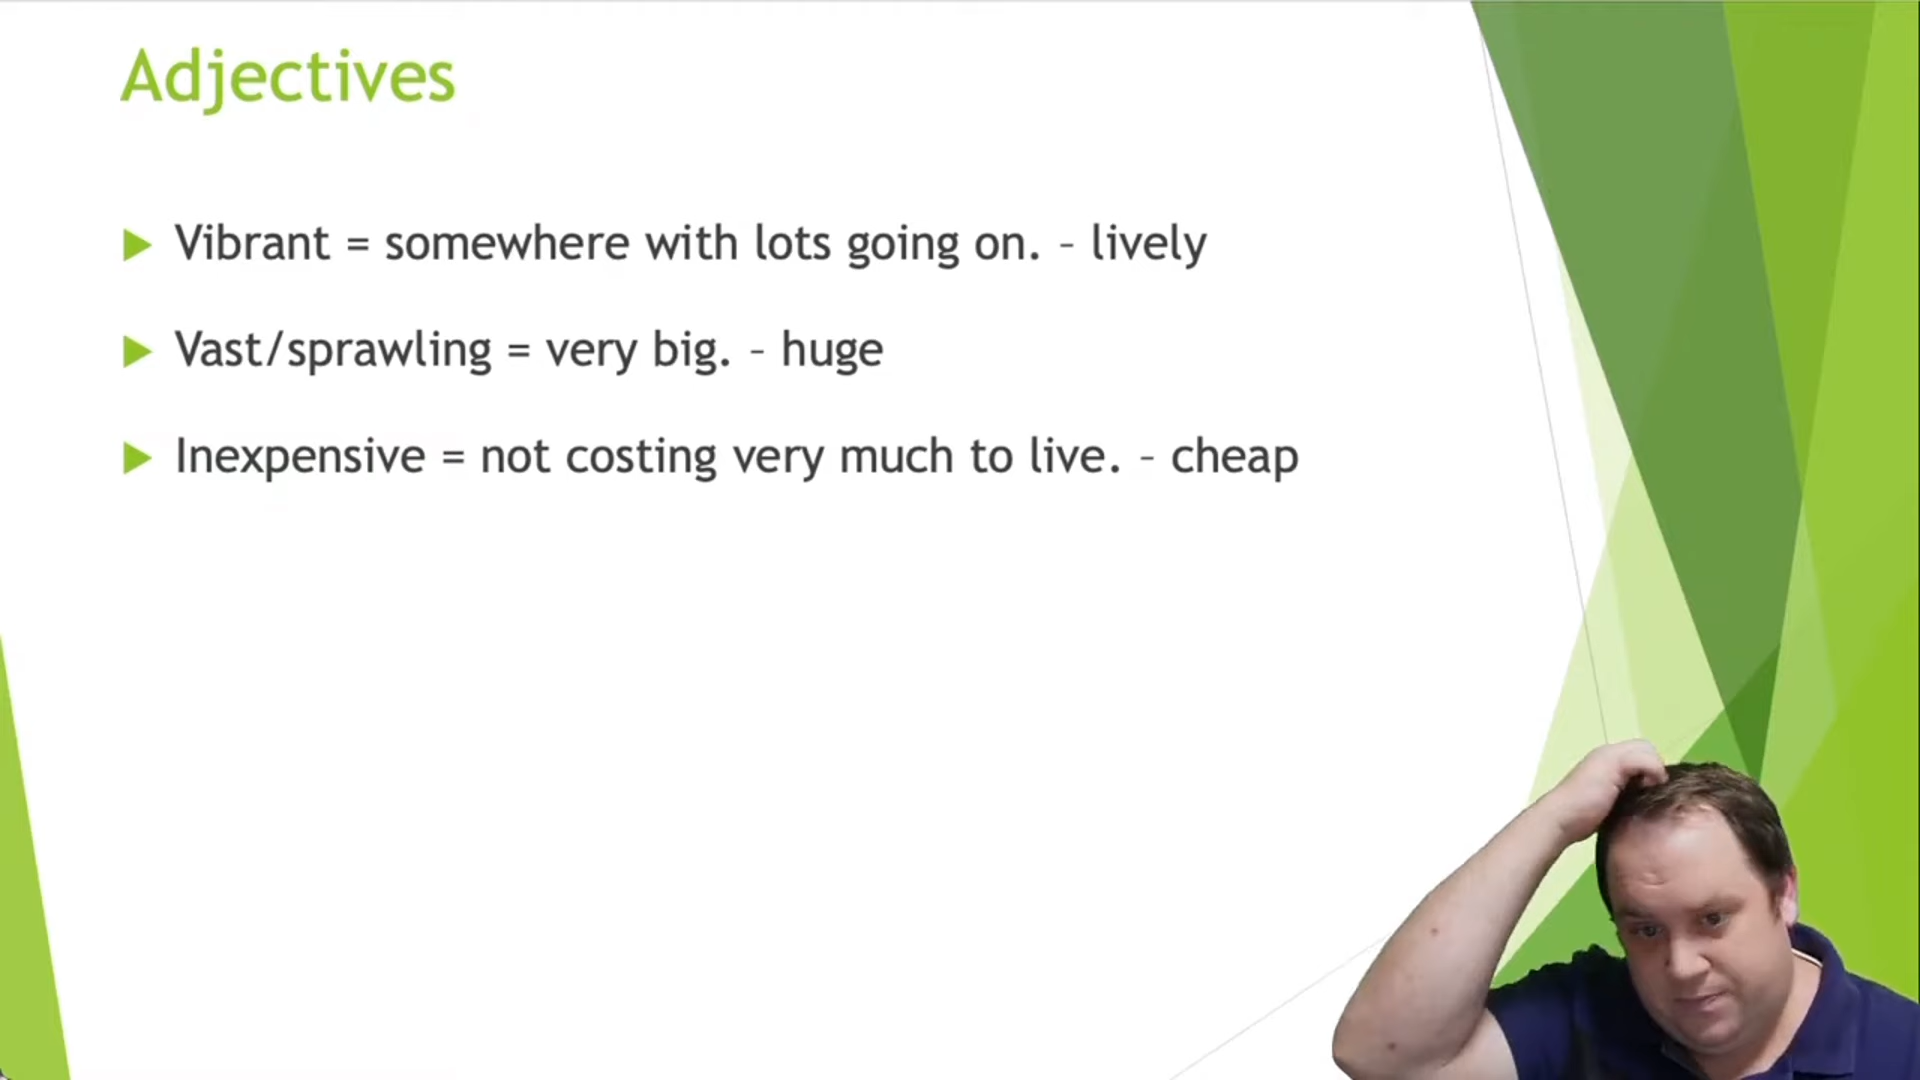 Adjectives
Vibrant = somewhere with lots going on. – lively
Vast/sprawling = very big. – huge
Inexpensive = not costing very much to live. – cheap